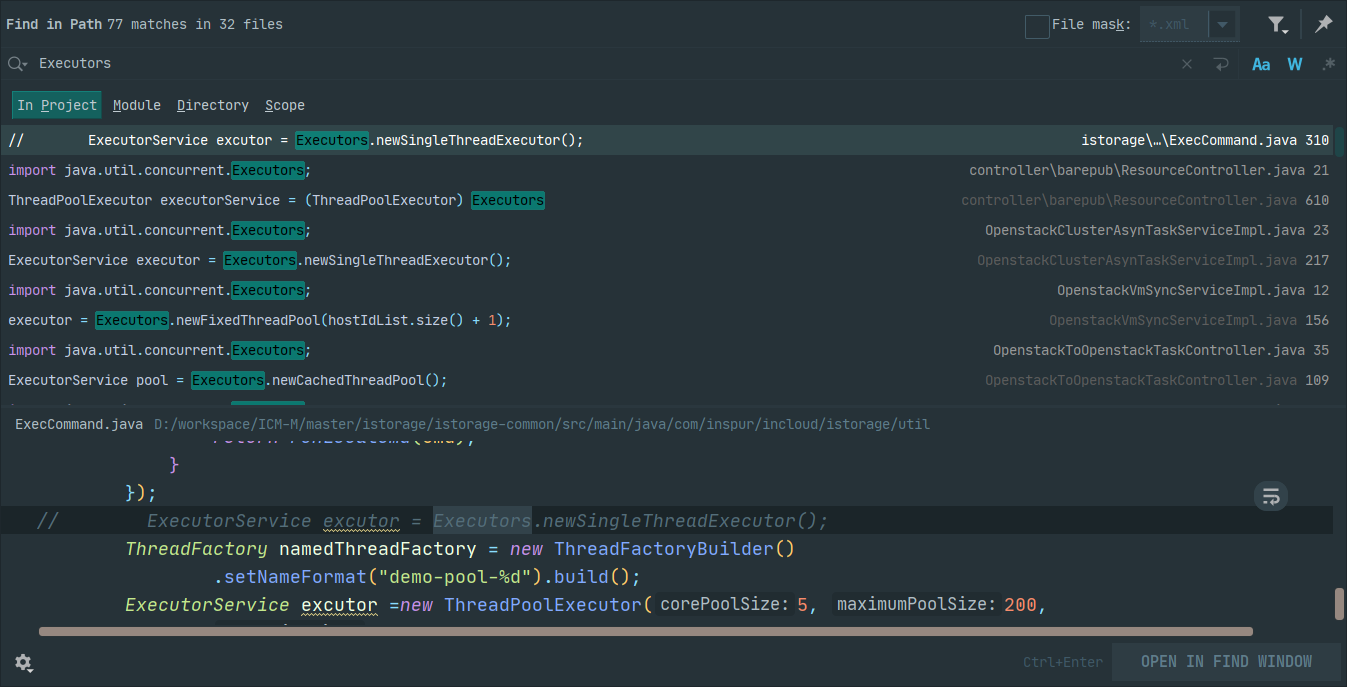 Find in Path 77 matches in 32 files File mask: *.xml
Executors Aa W .*
In Project Module Directory Scope
// ExecutorService excutor = Executors.newSingleThreadExecutor(); istorage\…\ExecCommand.java 310
import java.util.concurrent.Executors; controller\barepub\ResourceController.java 21
ThreadPoolExecutor executorService = (ThreadPoolExecutor) Executors controller\barepub\ResourceController.java 610
import java.util.concurrent.Executors; OpenstackClusterAsynTaskServiceImpl.java 23
ExecutorService executor = Executors.newSingleThreadExecutor(); OpenstackClusterAsynTaskServiceImpl.java 217
import java.util.concurrent.Executors; OpenstackVmSyncServiceImpl.java 12
executor = Executors.newFixedThreadPool(hostIdList.size() + 1); OpenstackVmSyncServiceImpl.java 156
import java.util.concurrent.Executors; OpenstackToOpenstackTaskController.java 35
ExecutorService pool = Executors.newCachedThreadPool(); OpenstackToOpenstackTaskController.java 109
ExecCommand.java D:/workspace/ICM-M/master/istorage/istorage-common/src/main/java/com/inspur/incloud/istorage/util
}
});
// ExecutorService excutor = Executors.newSingleThreadExecutor();
ThreadFactory namedThreadFactory = new ThreadFactoryBuilder()
.setNameFormat("demo-pool-%d").build();
ExecutorService excutor =new ThreadPoolExecutor( corePoolSize: 5, maximumPoolSize: 200,
Ctrl+Enter OPEN IN FIND WINDOW